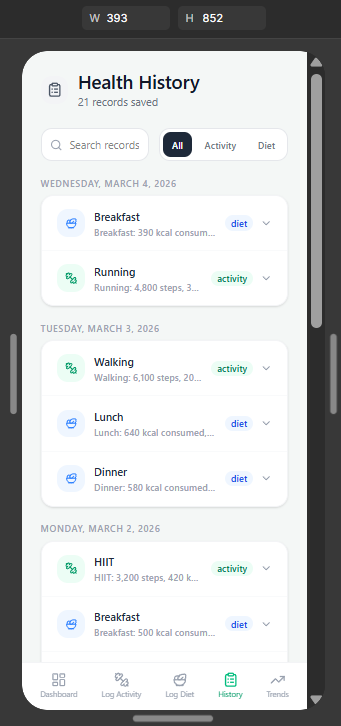 W 393 H 852
Health History
21 records saved
Search records All Activity Diet
WEDNESDAY, MARCH 4, 2026
Breakfast
Breakfast: 390 kcal consum... diet
Running
Running: 4,800 steps, 3... activity
TUESDAY, MARCH 3, 2026
Walking
Walking: 6,100 steps, 20... activity
Lunch
Lunch: 640 kcal consumed,... diet
Dinner
Dinner: 580 kcal consumed... diet
MONDAY, MARCH 2, 2026
HIIT
HIIT: 3,200 steps, 420 k... activity
Breakfast
Breakfast: 500 kcal consum... diet
Dashboard Log Activity Log Diet History Trends